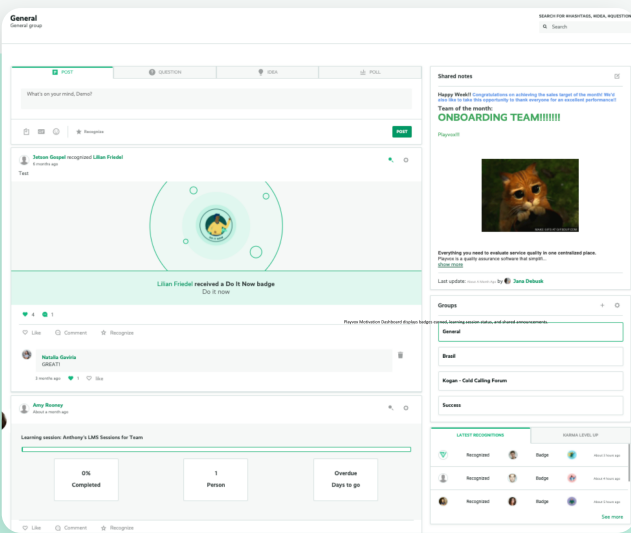 General
General group
SEARCH FOR #HASHTAGS, #IDEA, #QUESTION
Search
POST
QUESTION
IDEA
POLL
What's on your mind, Demo?
Recognize
POST
Jatson Gospel recognized Lilian Friedel
5 months ago
Test
Lilian Friedel received a Do It Now badge
Do it now
4
1
Like
Comment
Recognize
Natalia Gaviria
GREAT!
3 months ago
1
like
Amy Rooney
About a month ago
Learning session: Anthony's LMS Sessions for Team
0%
Completed
1
Person
Overdue
Days to go
Like
Comment
Recognize
Shared notes
Happy Week!! Congratulations on achieving the sales target of the month! We'd
also like to take this opportunity to thank everyone for an excellent performance!!
Team of the month:
ONBOARDING TEAM!!!!!!!
Playvox!!!
Everything you need to evaluate service quality in one centralized place.
Playvox is a quality assurance software that simplifi...
show more
Last update: About a Month Ago by Jana Debusk
Groups
Playvox Motivation Dashboard displays badges earned, learning session status, and shared announcements.
General
Brasil
Kogan - Cold Calling Forum
Success
LATEST RECOGNITIONS
KARMA LEVEL-UP
Recognized
Badge
Recognized
Badge
Recognized
Badge
See more